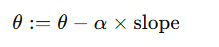 θ := θ − α × slope